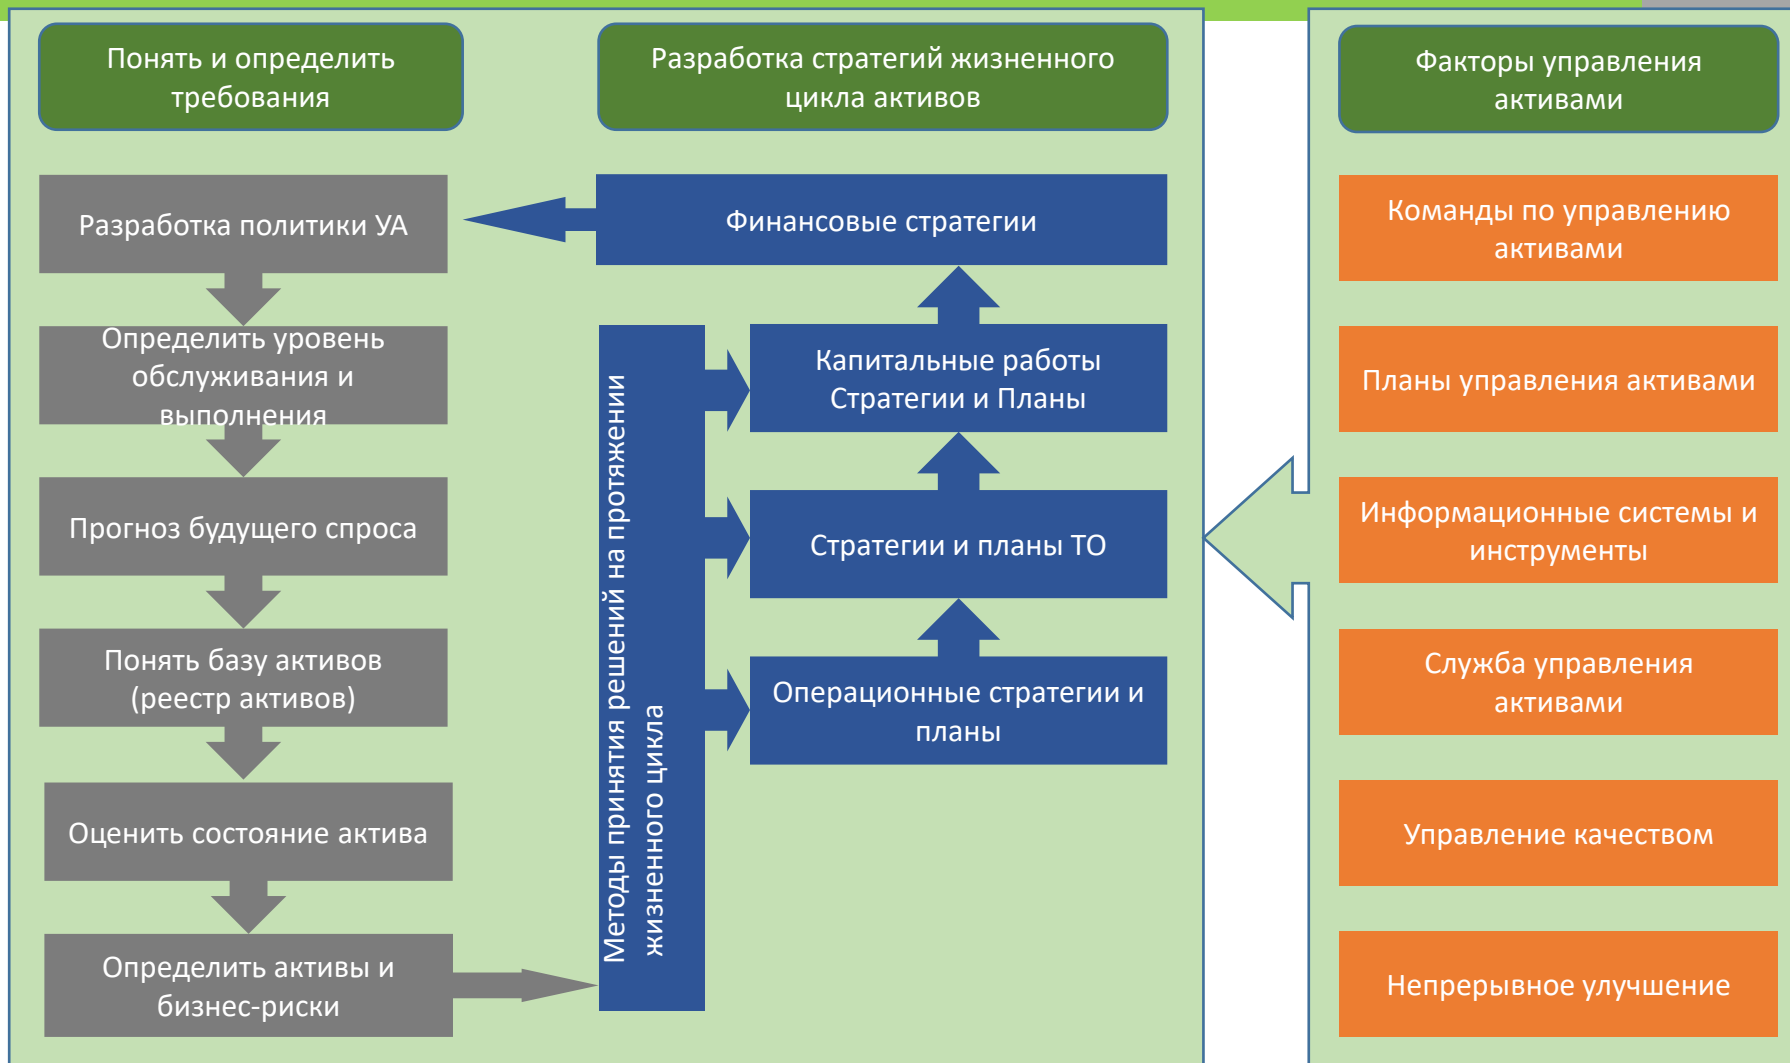 Понять и определить
требования
Разработка политики УА
Определить уровень
обслуживания и
выполнения
Прогноз будущего спроса
Понять базу активов
(реестр активов)
Оценить состояние актива
Определить активы и
бизнес-риски
Разработка стратегий жизненного
цикла активов
Финансовые стратегии
Методы принятия решений на протяжении
жизненного цикла
Капитальные работы
Стратегии и Планы
Стратегии и планы ТО
Операционные стратегии и
планы
Факторы управления
активами
Команды по управлению
активами
Планы управления активами
Информационные системы и
инструменты
Служба управления
активами
Управление качеством
Непрерывное улучшение